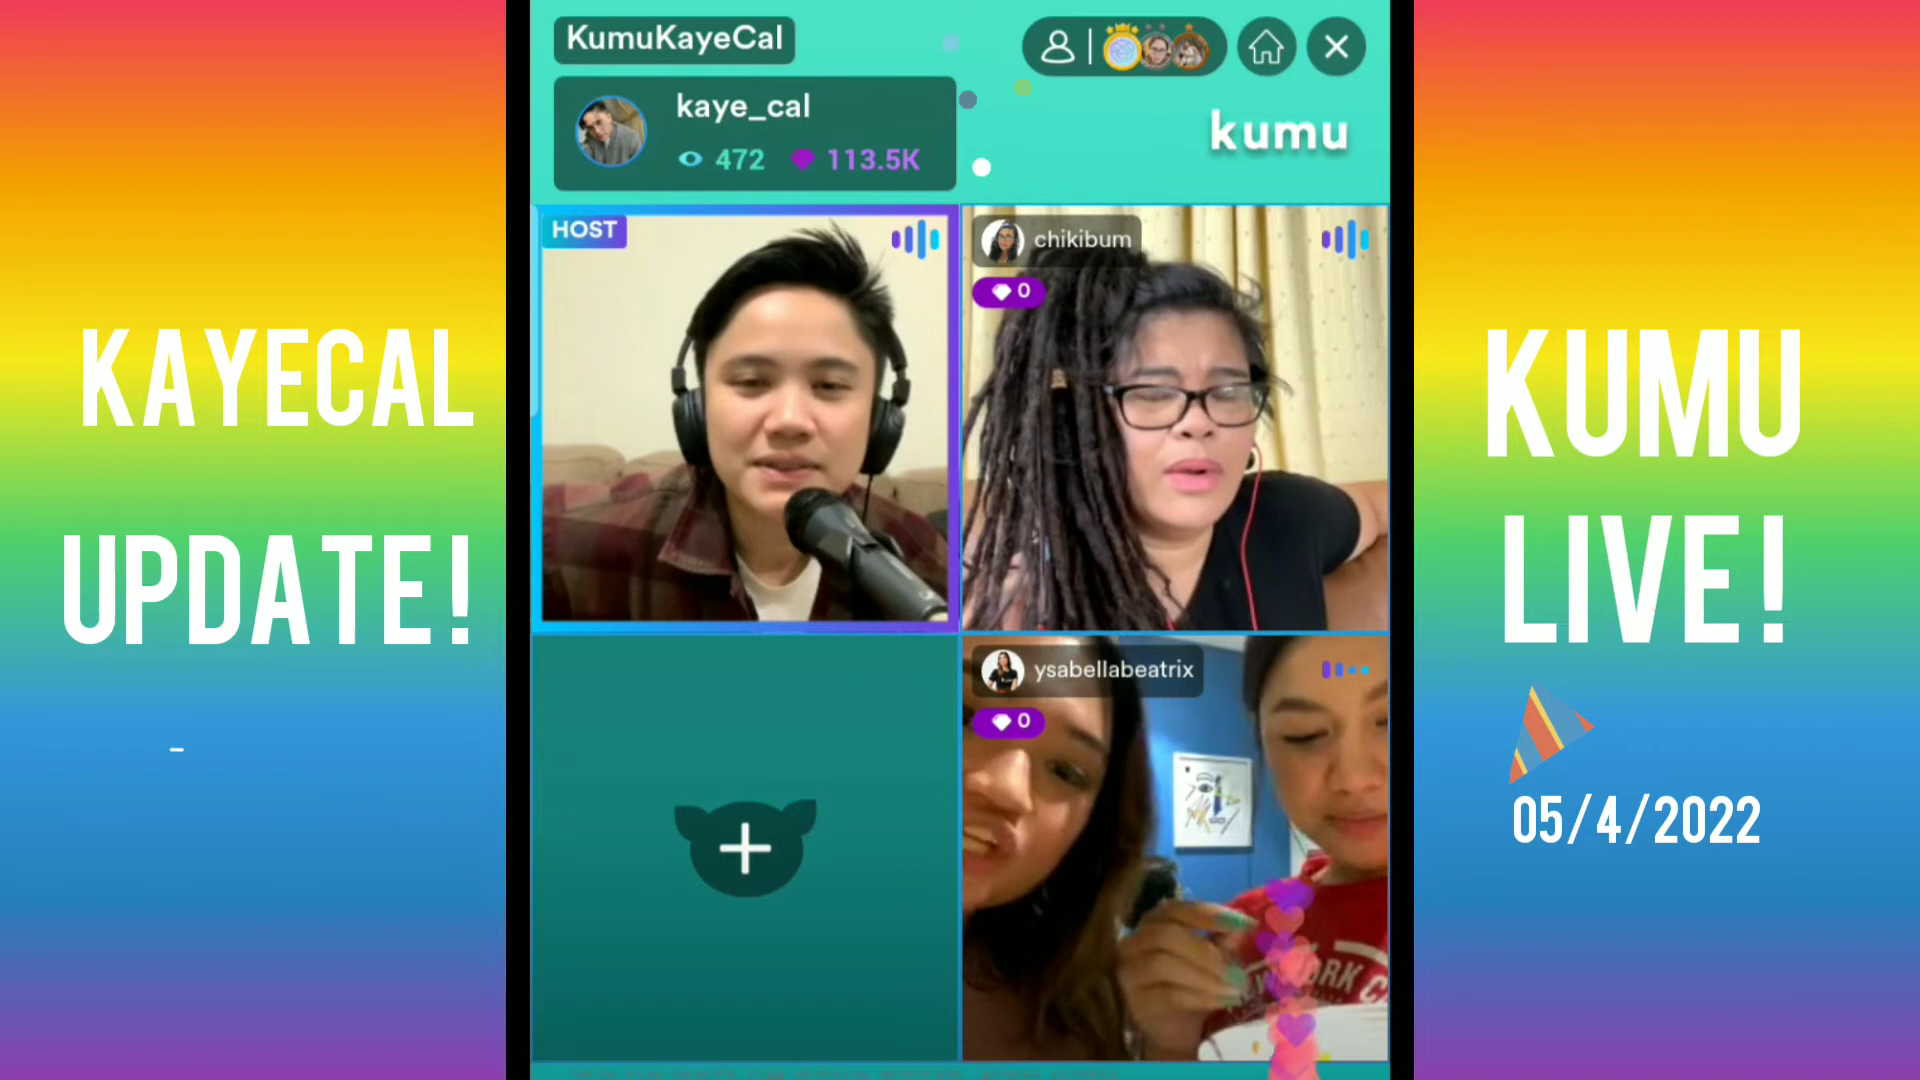 KAYECAL
UPDATE!
-
KumuKayeCal
kaye_cal
472 113.5K
kumu
HOST
chikibum
0
ysabellabeatrix
0
KUMU
LIVE!
05/4/2022